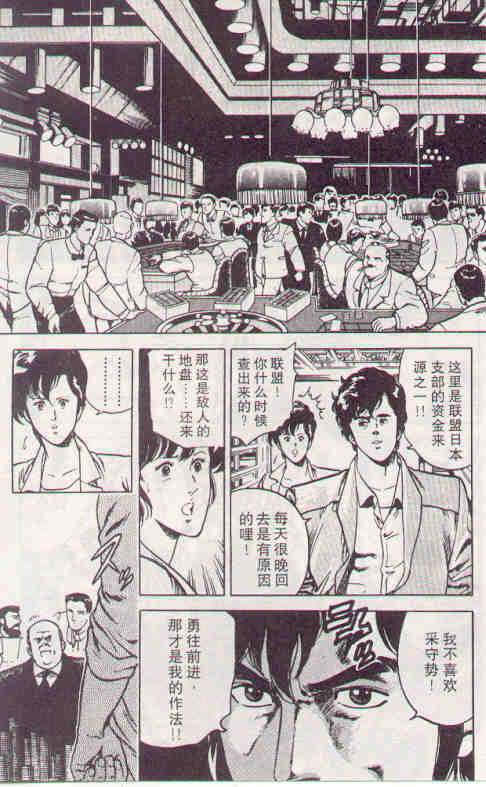 这里是联盟日本
支部的资金来
源之一!!
联盟!
你什么时候
查出来的?
每天很晚回
去是有原因
的哩!
那这是敌人的
地盘……还来
干什么!?
…………
…………
我不喜欢
采守势!
勇往前进,
那才是我的作法!!